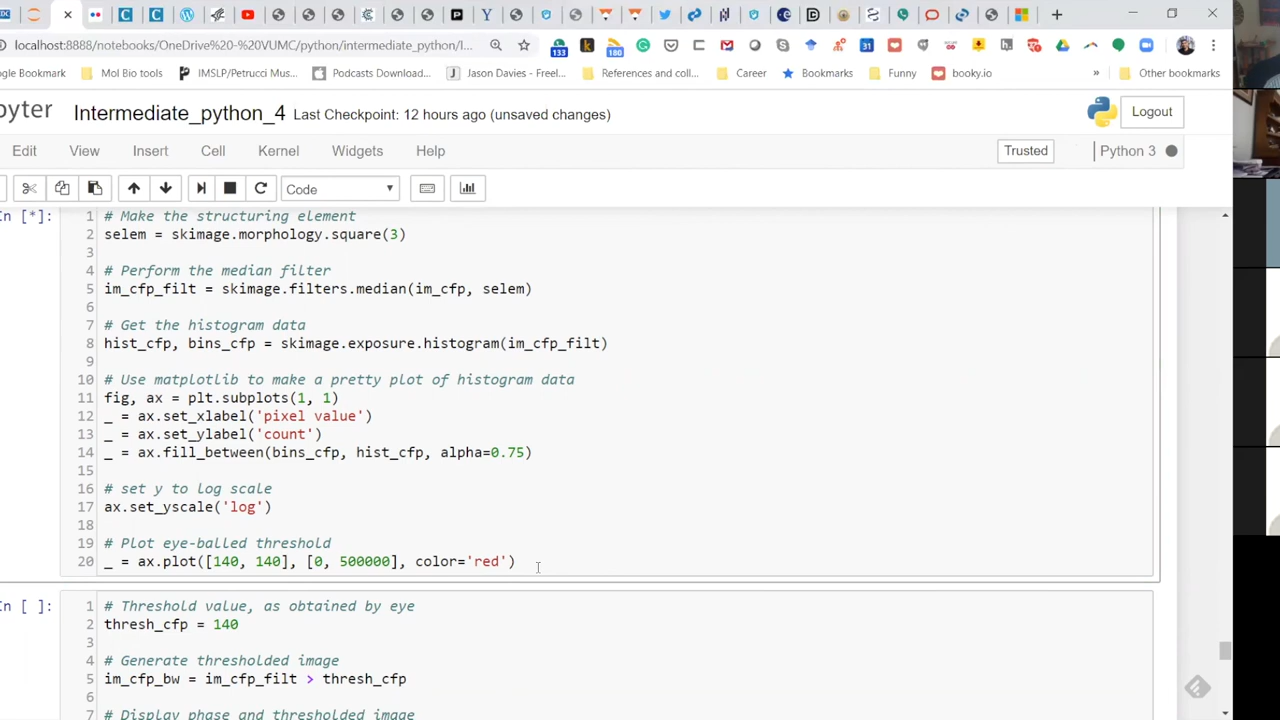 localhost:8888/notebooks/OneDrive%20-%20VUMC/python/intermediate_python/I...
133
180
31
ogle Bookmark Mol Bio tools IMSLP/Petrucci Mus... Podcasts Download... Jason Davies - Freel... References and coll... Career Bookmarks Funny booky.io » Other bookmarks
yter Intermediate_python_4 Last Checkpoint: 12 hours ago (unsaved changes) Logout
Edit View Insert Cell Kernel Widgets Help Trusted Python 3
Code
n [*]:
1 # Make the structuring element
2 selem = skimage.morphology.square(3)
3
4 # Perform the median filter
5 im_cfp_filt = skimage.filters.median(im_cfp, selem)
6
7 # Get the histogram data
8 hist_cfp, bins_cfp = skimage.exposure.histogram(im_cfp_filt)
9
10 # Use matplotlib to make a pretty plot of histogram data
11 fig, ax = plt.subplots(1, 1)
12 _ = ax.set_xlabel('pixel value')
13 _ = ax.set_ylabel('count')
14 _ = ax.fill_between(bins_cfp, hist_cfp, alpha=0.75)
15
16 # set y to log scale
17 ax.set_yscale('log')
18
19 # Plot eye-balled threshold
20 _ = ax.plot([140, 140], [0, 500000], color='red')
n [ ]:
1 # Threshold value, as obtained by eye
2 thresh_cfp = 140
3
4 # Generate thresholded image
5 im_cfp_bw = im_cfp_filt > thresh_cfp
6
7 # Display phase and thresholded image